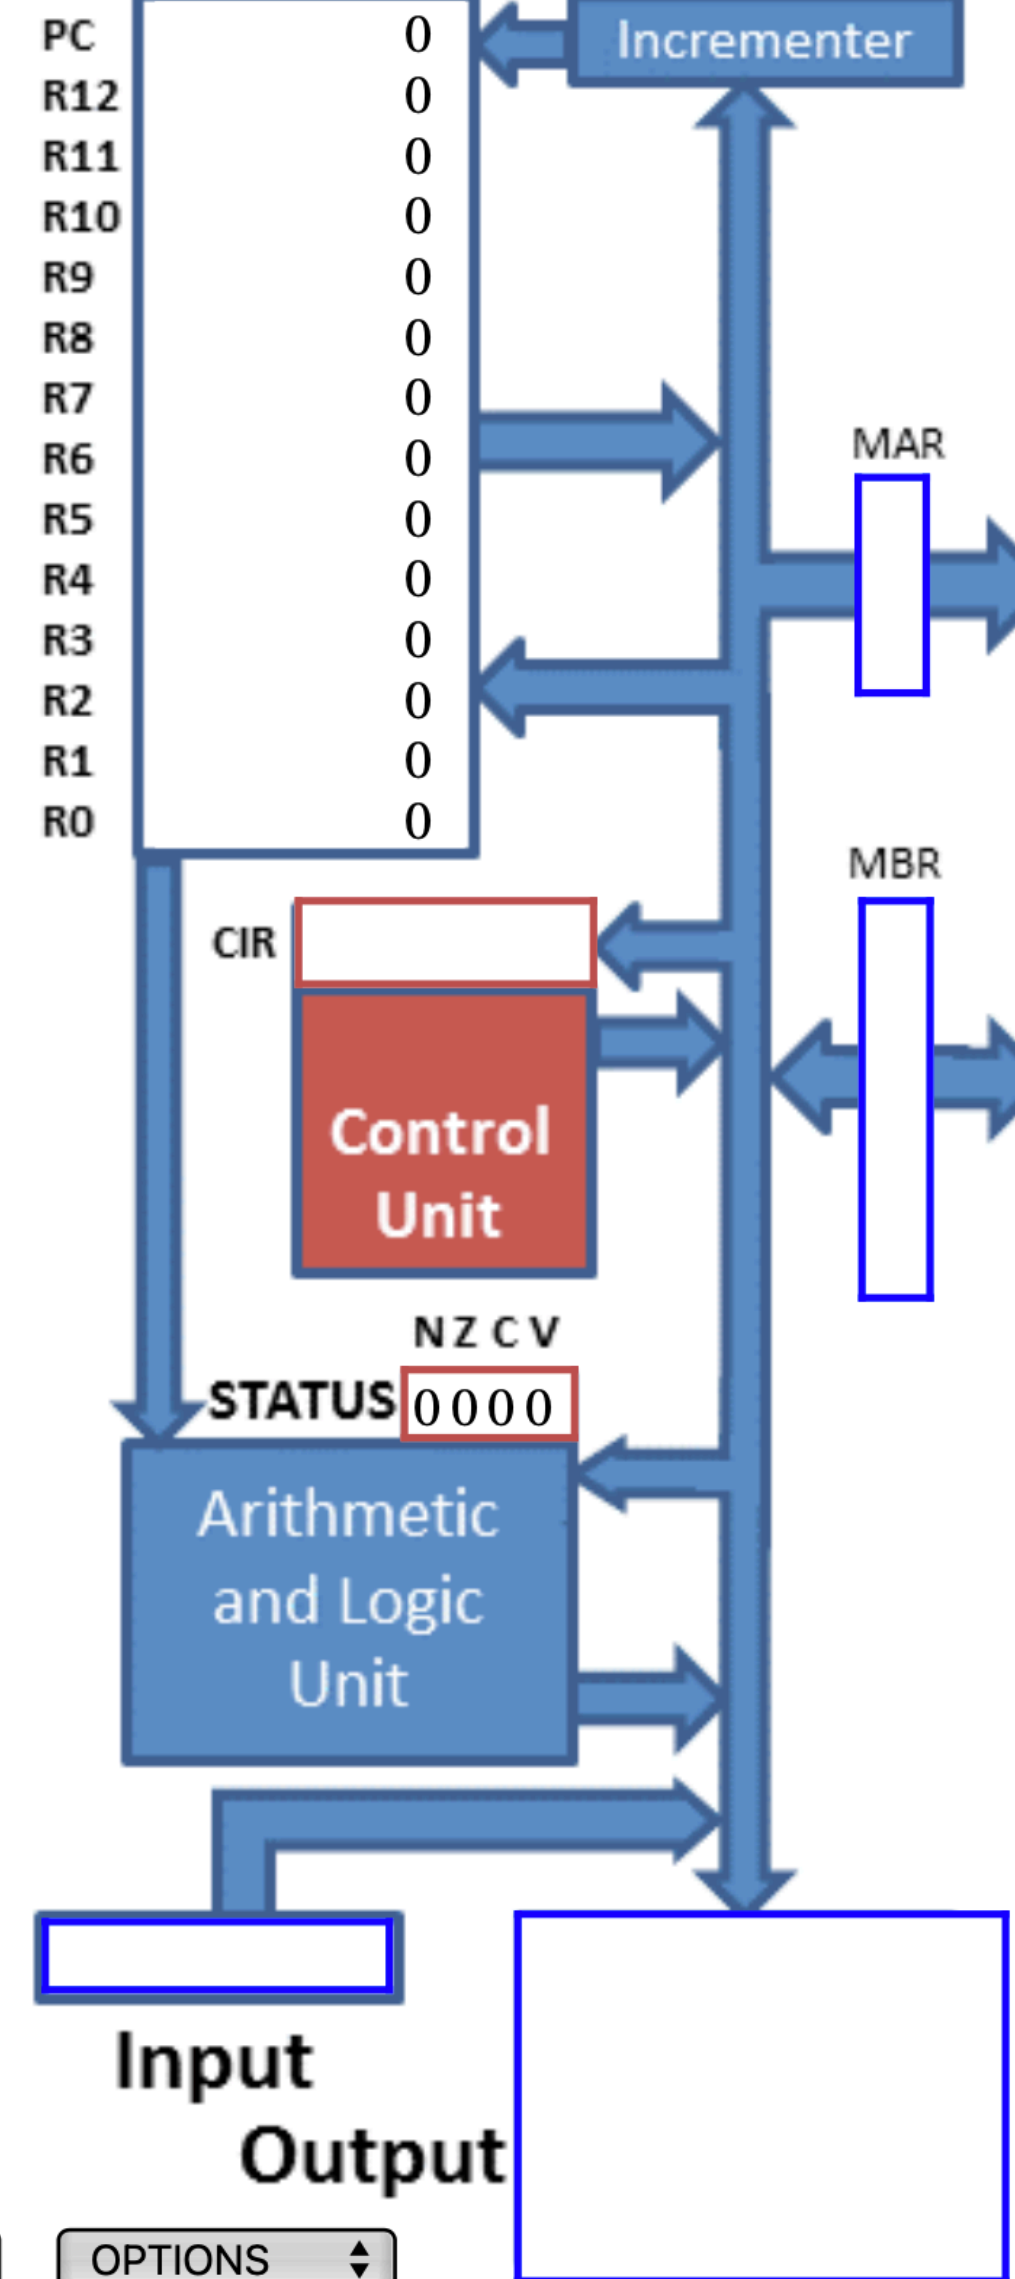 PC 0 Incrementer
R12 0
R11 0
R10 0
R9 0
R8 0
R7 0
R6 0 MAR
R5 0
R4 0
R3 0
R2 0
R1 0
R0 0
MBR
CIR
Control
Unit
N Z C V
STATUS 0 0 0 0
Arithmetic
and Logic
Unit
Input
Output
OPTIONS